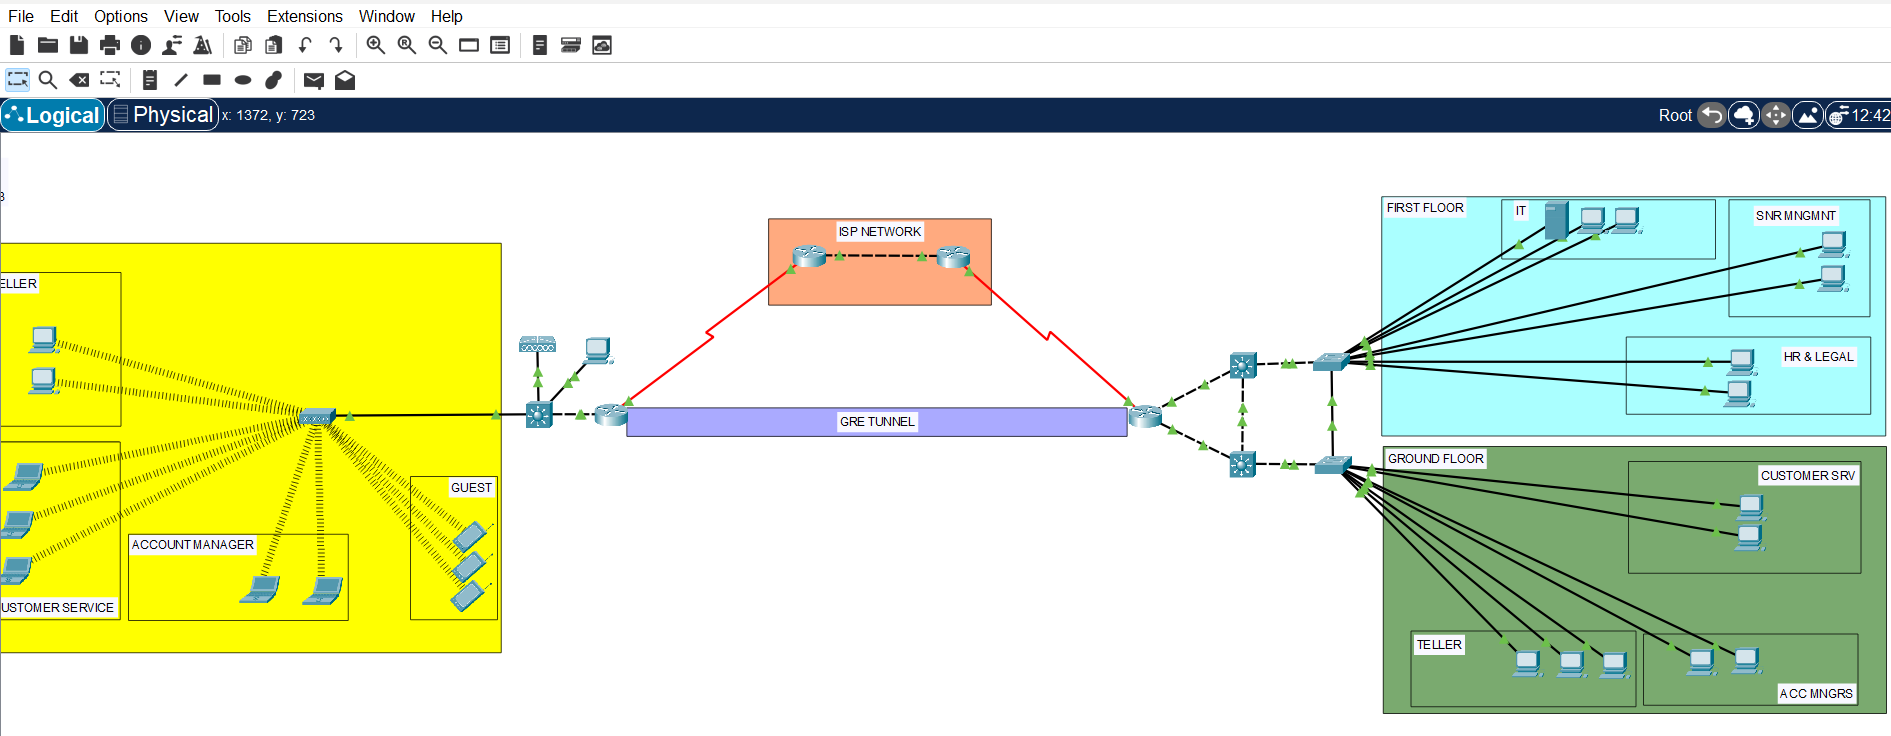 File Edit Options View Tools Extensions Window Help
Logical Physical x: 1372, y: 723 Root 12:42
FIRST FLOOR
IT
SNR MNGMNT
HR & LEGAL
ISP NETWORK
ELLER
GRE TUNNEL
GROUND FLOOR
CUSTOMER SRV
GUEST
ACCOUNT MANAGER
USTOMER SERVICE
TELLER
ACC MNGRS